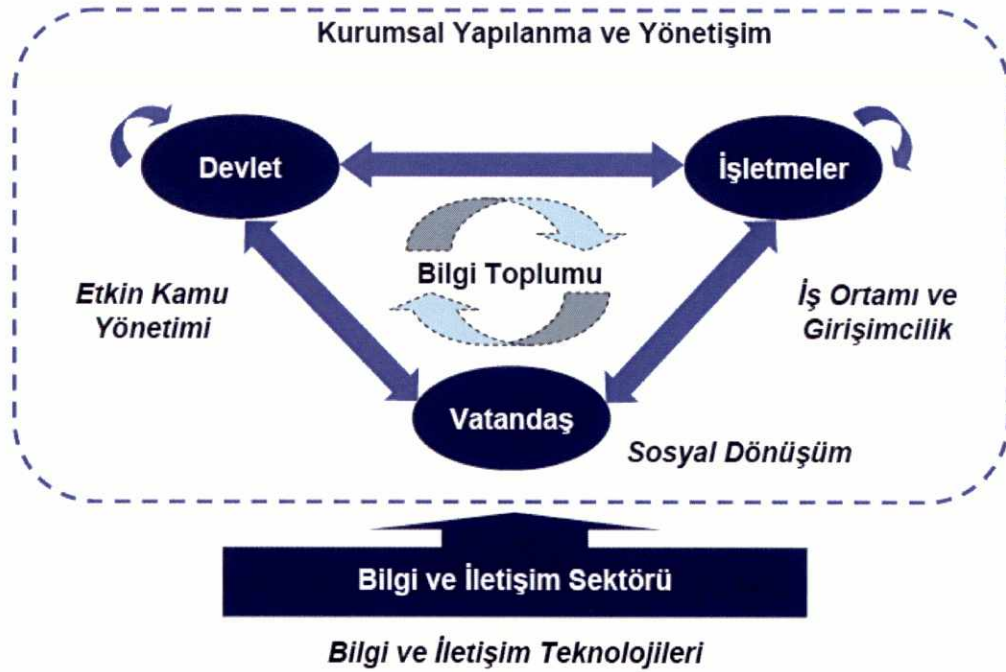 Kurumsal Yapılanma ve Yönetişim
Devlet
İşletmeler
Bilgi Toplumu
Etkin Kamu
Yönetimi
İş Ortamı ve
Girişimcilik
Vatandaş
Sosyal Dönüşüm
Bilgi ve İletişim Sektörü
Bilgi ve İletişim Teknolojileri